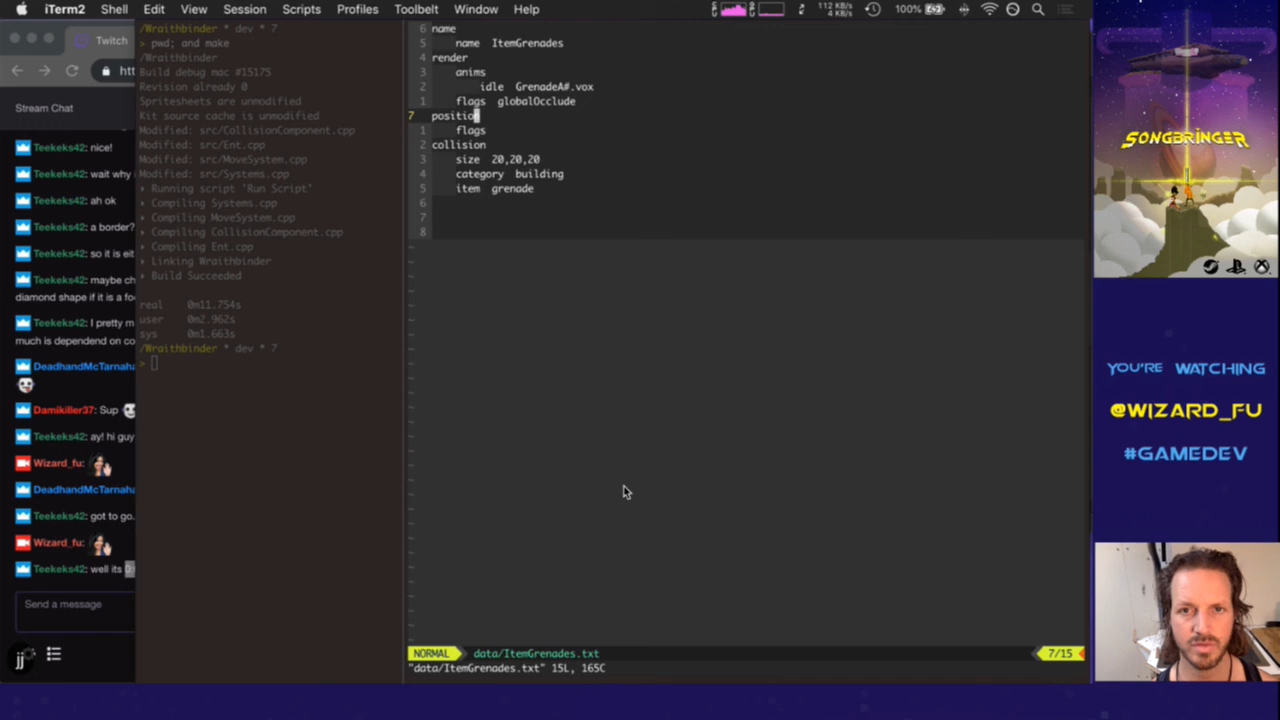 iTerm2 Shell Edit View Session Scripts Profiles Toolbelt Window Help
112 KB/s
4 KB/s
100%
Twitch
htt
Stream Chat
Teekeks42: nice!
Teekeks42: wait why
Teekeks42: ah ok
Teekeks42: a border?
Teekeks42: so it is eit
Teekeks42: maybe ch
diamond shape if it is a fo
Teekeks42: I pretty m
much is dependend on co
DeadhandMcTarnaha
Damikiller37: Sup
Teekeks42: ay! hi guy
Wizard_fu:
DeadhandMcTarnaha
Teekeks42: got to go.
Wizard_fu:
Teekeks42: well its
Send a message
/Wraithbinder * dev * 7
> pwd; and make
/Wraithbinder
Build debug mac #15175
Revision already 0
Spritesheets are unmodified
Kit source cache is unmodified
Modified: src/CollisionComponent.cpp
Modified: src/Ent.cpp
Modified: src/MoveSystem.cpp
Modified: src/Systems.cpp
Running script 'Run Script'
Compiling Systems.cpp
Compiling MoveSystem.cpp
Compiling CollisionComponent.cpp
Compiling Ent.cpp
Linking Wraithbinder
Build Succeeded
real 0m11.754s
user 0m2.962s
sys 0m1.663s
/Wraithbinder * dev * 7
>
6 name
5 name ItemGrenades
4 render
3 anims
2 idle GrenadeA#.vox
1 flags globalOcclude
7 position
1 flags
2 collision
3 size 20,20,20
4 category building
5 item grenade
6
7
8
NORMAL data/ItemGrenades.txt 7/15
"data/ItemGrenades.txt" 15L, 165C
SONGBRINGER
YOU'RE WATCHING
@WIZARD_FU
#GAMEDEV